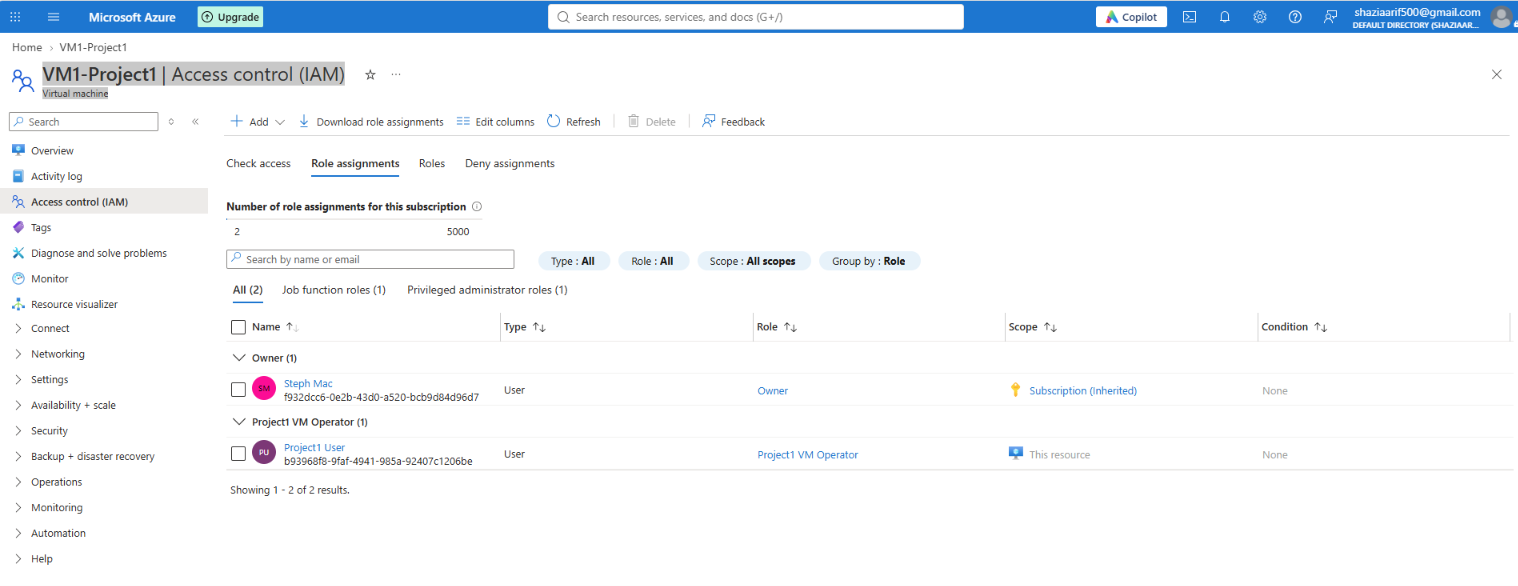 Microsoft Azure
Upgrade
Search resources, services, and docs (G+/)
Copilot
shaziaarif500@gmail.com
DEFAULT DIRECTORY (SHAZIAAR...
Home > VM1-Project1
VM1-Project1 | Access control (IAM)
Virtual machine
Search
Add
Download role assignments
Edit columns
Refresh
Delete
Feedback
Overview
Activity log
Access control (IAM)
Tags
Diagnose and solve problems
Monitor
Resource visualizer
Connect
Networking
Settings
Availability + scale
Security
Backup + disaster recovery
Operations
Monitoring
Automation
Help
Check access
Role assignments
Roles
Deny assignments
Number of role assignments for this subscription
2
5000
Search by name or email
Type : All
Role : All
Scope : All scopes
Group by : Role
All (2)
Job function roles (1)
Privileged administrator roles (1)
Name
Type
Role
Scope
Condition
Owner (1)
SM
Steph Mac
f932dcc6-0e2b-43d0-a520-bcb9d84d96d7
User
Owner
Subscription (Inherited)
None
Project1 VM Operator (1)
PU
Project1 User
b93968f8-9faf-4941-985a-92407c1206be
User
Project1 VM Operator
This resource
None
Showing 1 - 2 of 2 results.